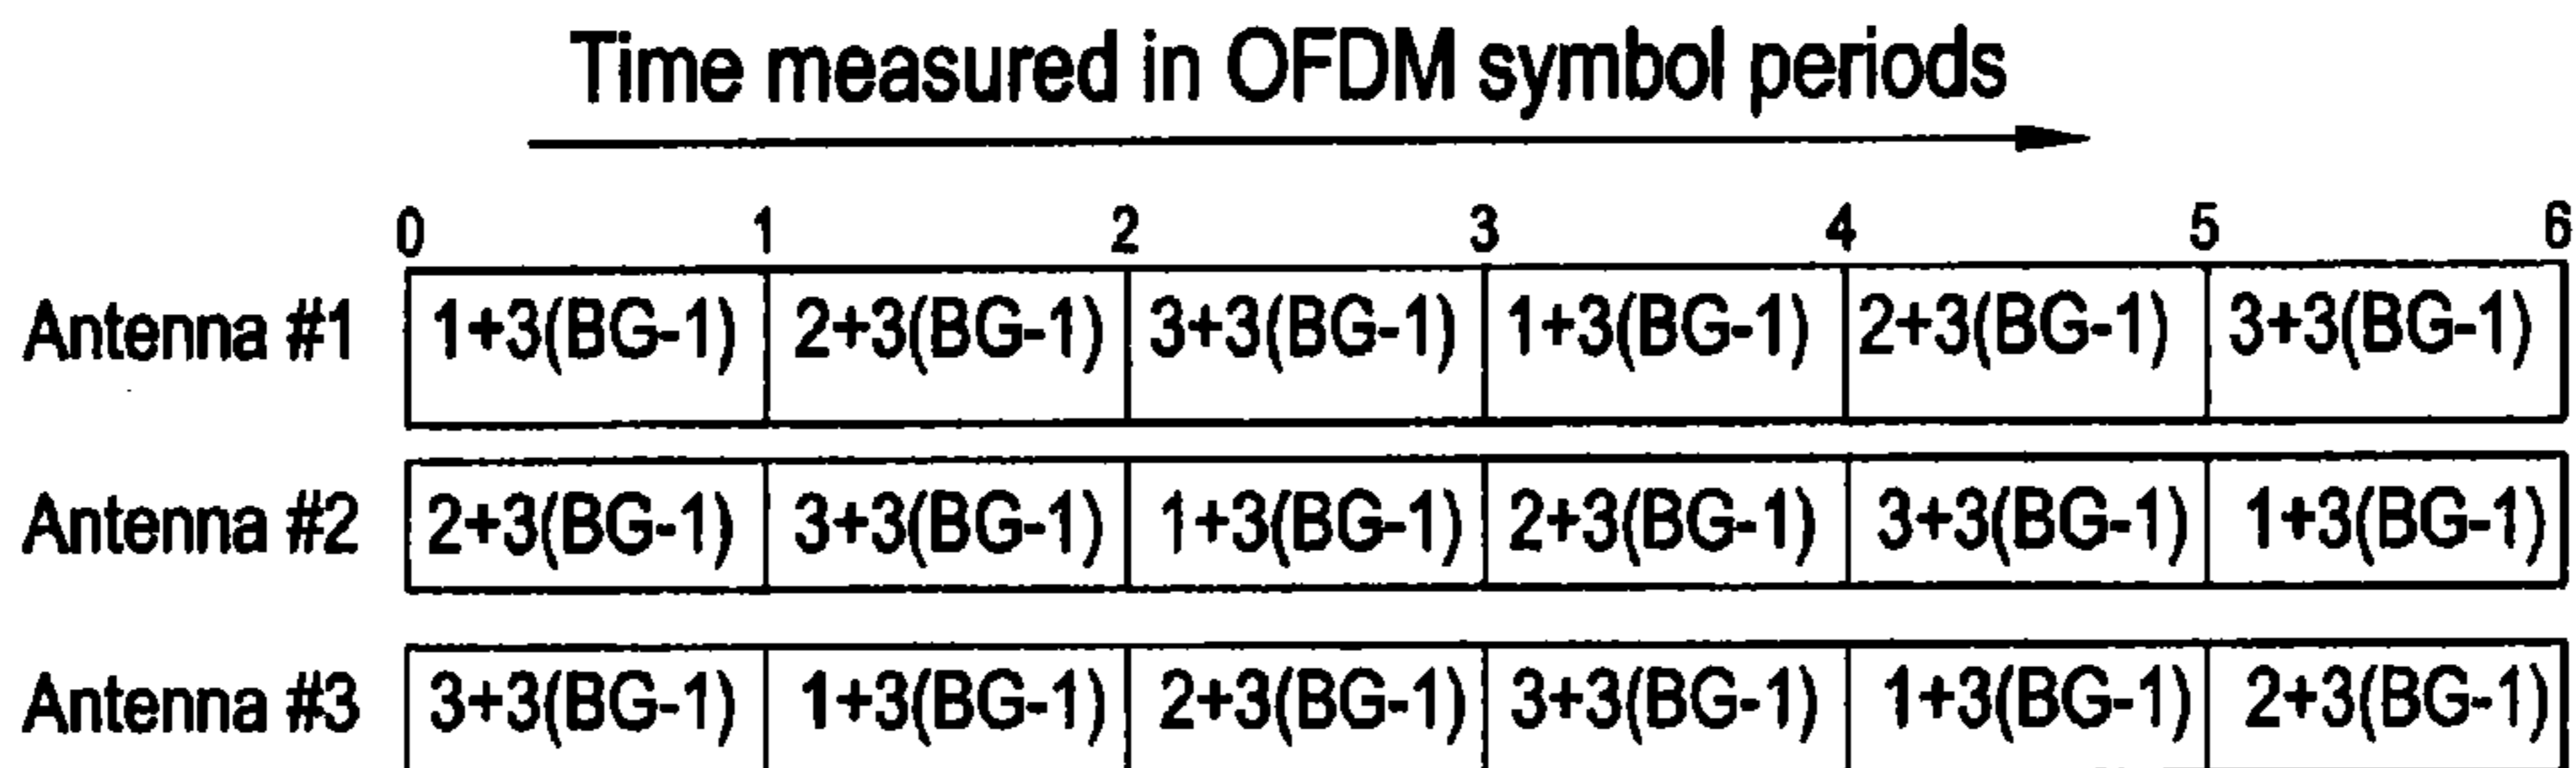 Time measured in OFDM symbol periods
0 1 2 3 4 5 6
Antenna #1 1+3(BG-1) 2+3(BG-1) 3+3(BG-1) 1+3(BG-1) 2+3(BG-1) 3+3(BG-1)
Antenna #2 2+3(BG-1) 3+3(BG-1) 1+3(BG-1) 2+3(BG-1) 3+3(BG-1) 1+3(BG-1)
Antenna #3 3+3(BG-1) 1+3(BG-1) 2+3(BG-1) 3+3(BG-1) 1+3(BG-1) 2+3(BG-1)